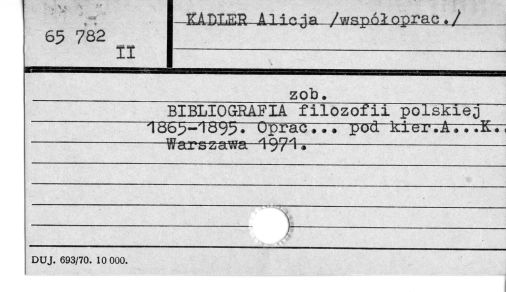 KADLER Alicja /współoprac./
65 782
II
zob.
BIBLIOGRAFIA filozofii polskiej
1865-1895. Oprac... pod kier.A...K..
Warszawa 1971.
DUJ. 693/70. 10 000.